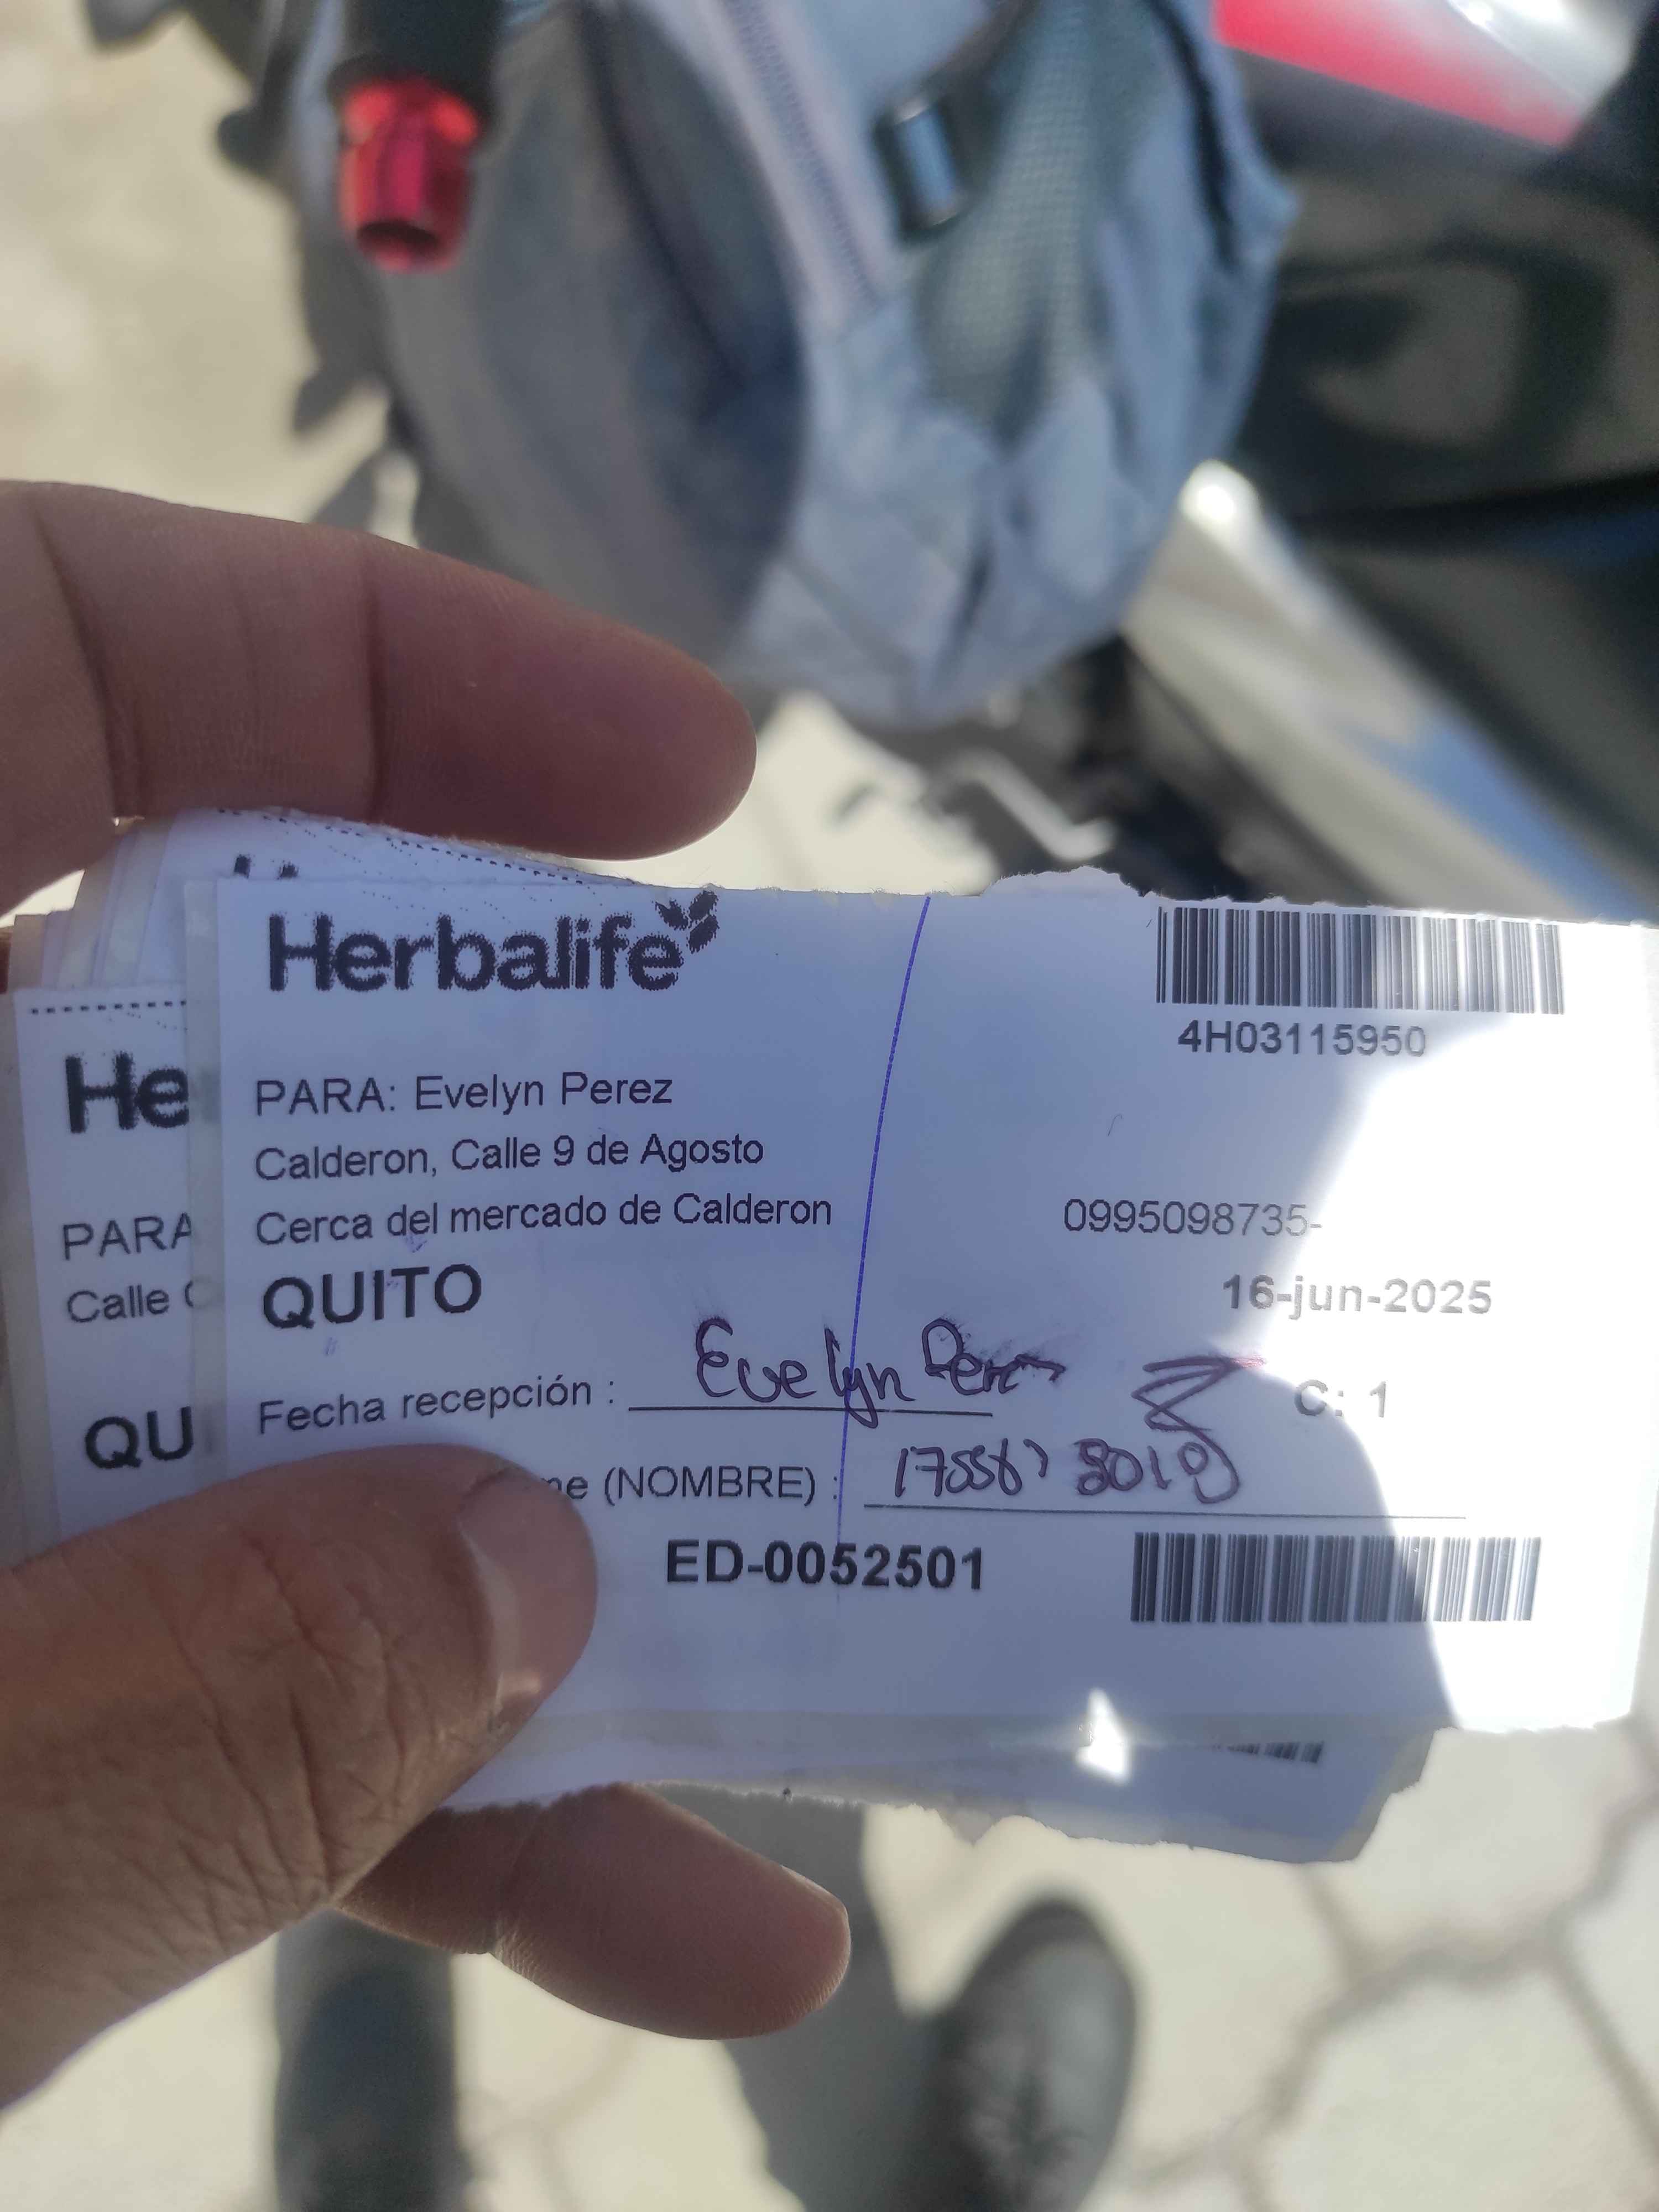 Herbalife
4H03115950
PARA: Evelyn Perez
Calderon, Calle 9 de Agosto
Cerca del mercado de Calderon
0995098735-
QUITO
16-jun-2025
Fecha recepción : Evelyn Perez
C: 1
(NOMBRE) :
ED-0052501
He
PARA
Calle
QU